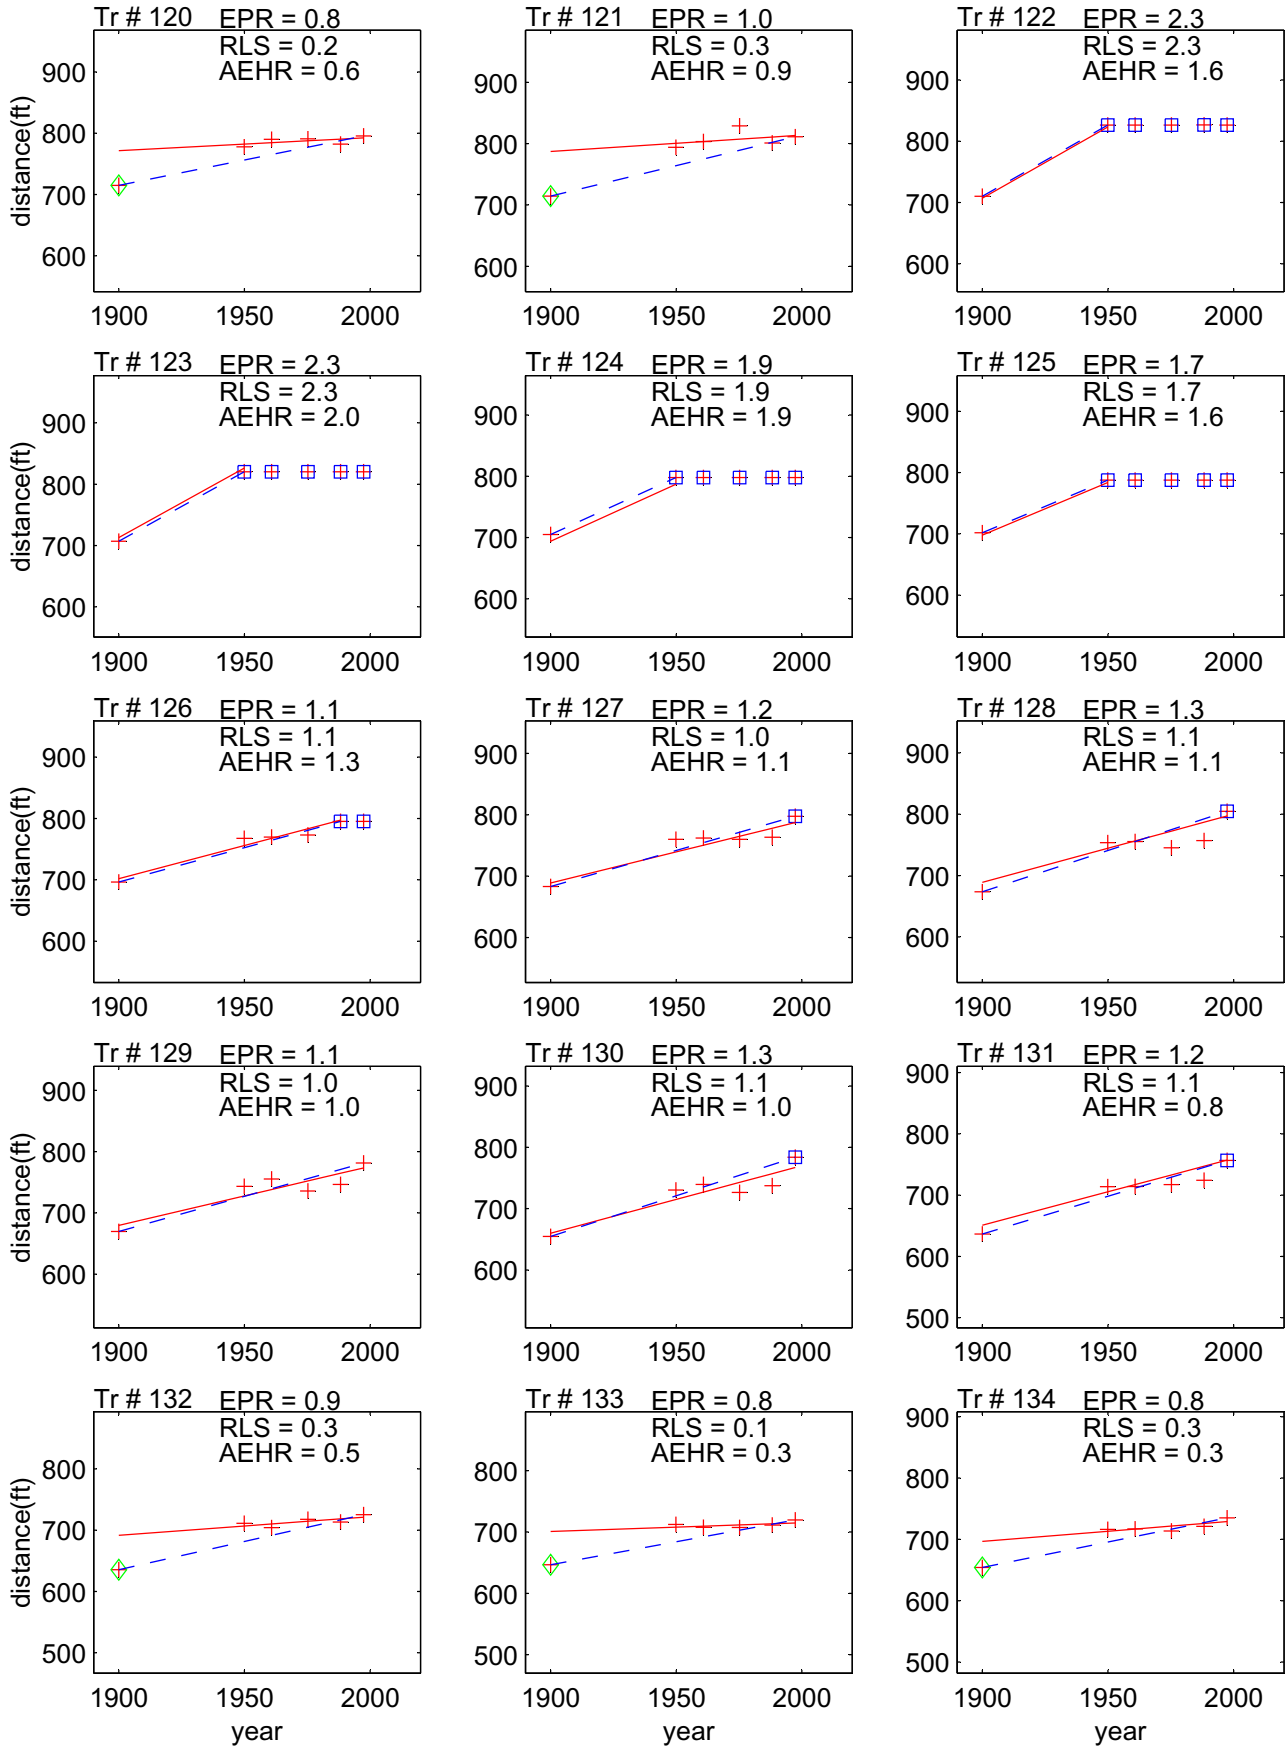 Tr # 120 EPR = 0.8
RLS = 0.2
AEHR = 0.6
900
800
700
600
distance(ft)
1900 1950 2000
Tr # 121 EPR = 1.0
RLS = 0.3
AEHR = 0.9
900
800
700
600
1900 1950 2000
Tr # 122 EPR = 2.3
RLS = 2.3
AEHR = 1.6
900
800
700
600
1900 1950 2000
Tr # 123 EPR = 2.3
RLS = 2.3
AEHR = 2.0
900
800
700
600
distance(ft)
1900 1950 2000
Tr # 124 EPR = 1.9
RLS = 1.9
AEHR = 1.9
900
800
700
600
1900 1950 2000
Tr # 125 EPR = 1.7
RLS = 1.7
AEHR = 1.6
900
800
700
600
1900 1950 2000
Tr # 126 EPR = 1.1
RLS = 1.1
AEHR = 1.3
900
800
700
600
distance(ft)
1900 1950 2000
Tr # 127 EPR = 1.2
RLS = 1.0
AEHR = 1.1
900
800
700
600
1900 1950 2000
Tr # 128 EPR = 1.3
RLS = 1.1
AEHR = 1.1
900
800
700
600
1900 1950 2000
Tr # 129 EPR = 1.1
RLS = 1.0
AEHR = 1.0
900
800
700
600
distance(ft)
1900 1950 2000
Tr # 130 EPR = 1.3
RLS = 1.1
AEHR = 1.0
900
800
700
600
1900 1950 2000
Tr # 131 EPR = 1.2
RLS = 1.1
AEHR = 0.8
900
800
700
600
500
1900 1950 2000
Tr # 132 EPR = 0.9
RLS = 0.3
AEHR = 0.5
800
700
600
500
distance(ft)
1900 1950 2000
year
Tr # 133 EPR = 0.8
RLS = 0.1
AEHR = 0.3
800
700
600
500
1900 1950 2000
year
Tr # 134 EPR = 0.8
RLS = 0.3
AEHR = 0.3
900
800
700
600
500
1900 1950 2000
year